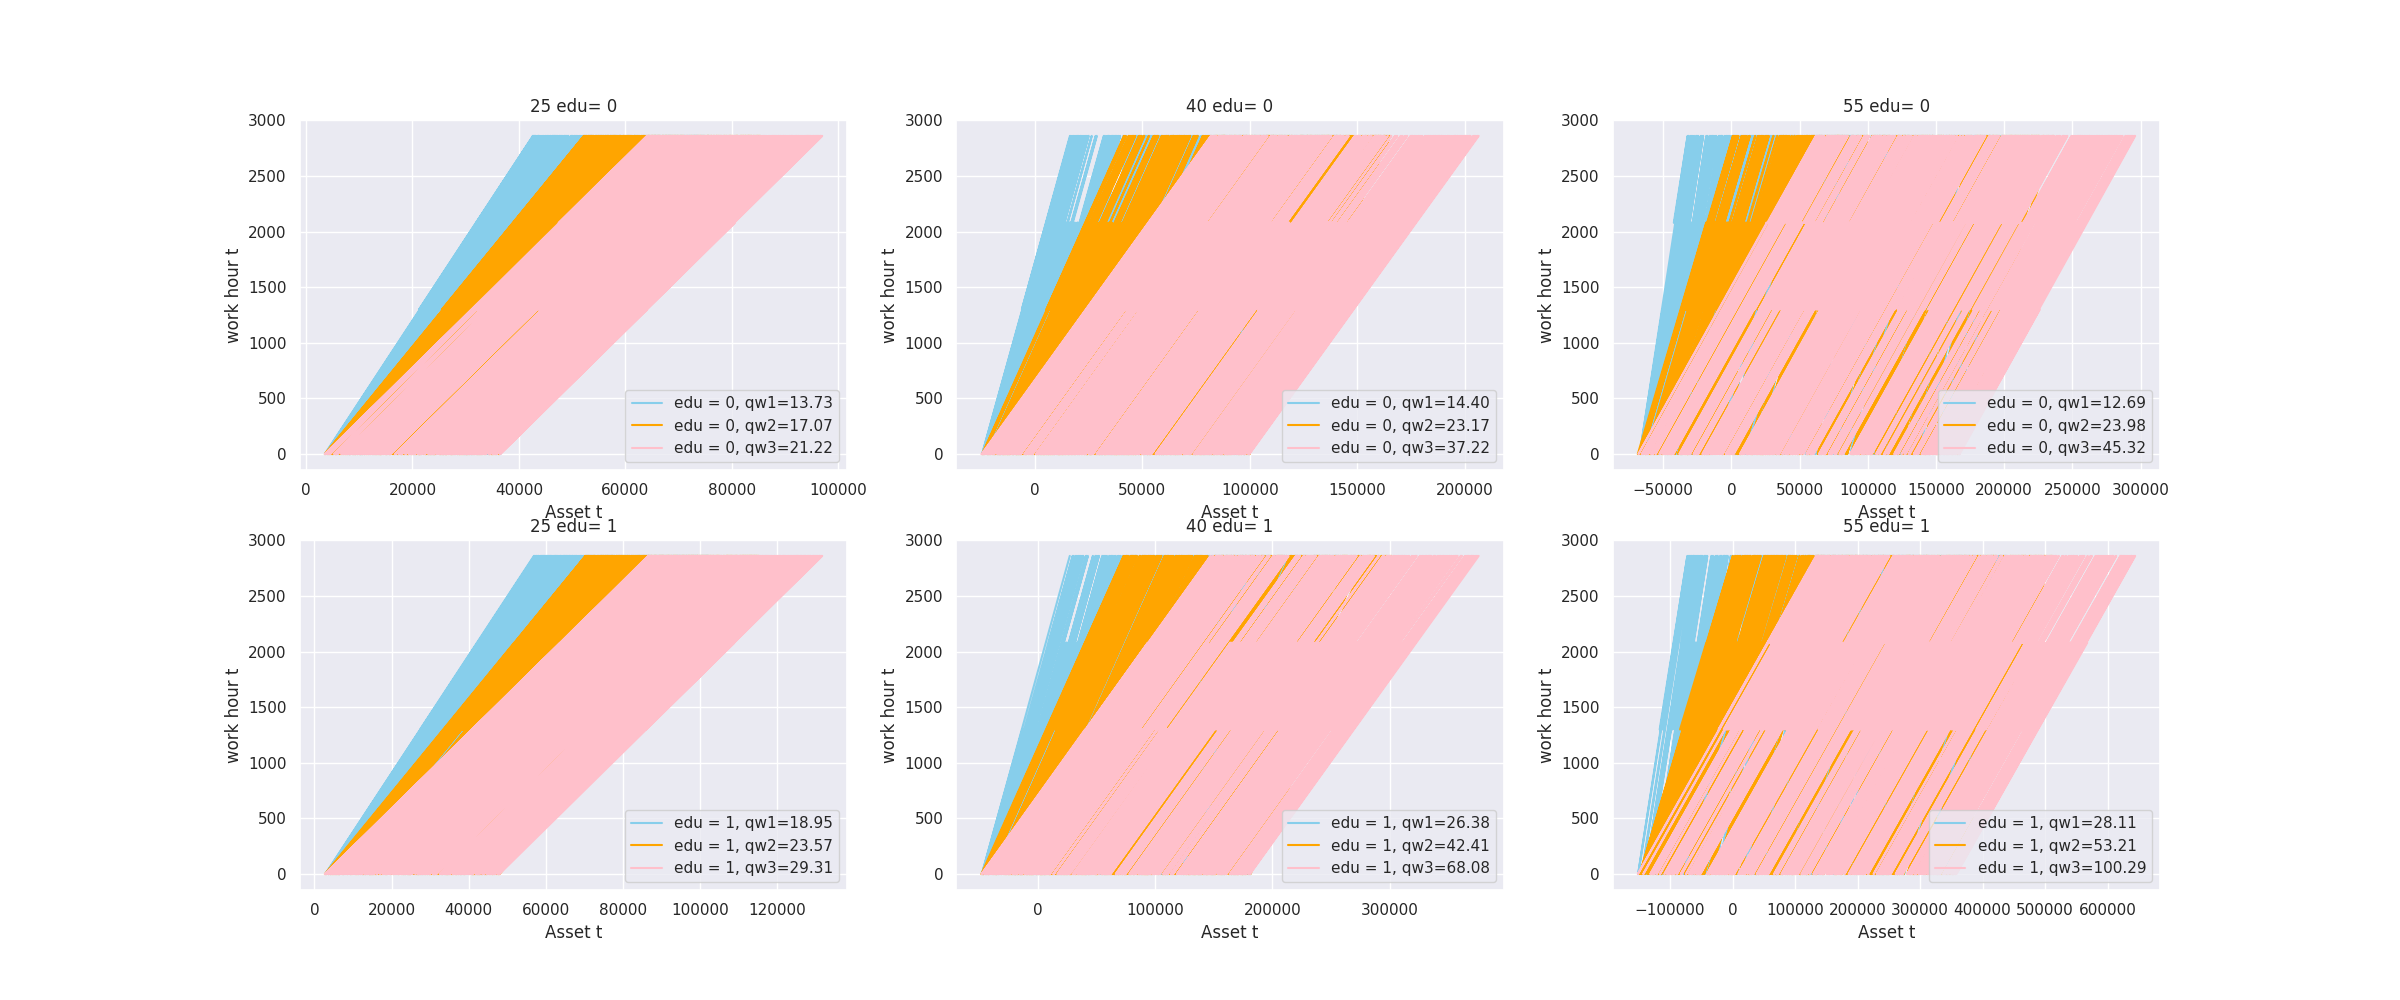 25 edu= 0
3000
2500
2000
1500
1000
500
0
work hour t
edu = 0, qw1=13.73
edu = 0, qw2=17.07
edu = 0, qw3=21.22
0 20000 40000 60000 80000 100000
Asset t
40 edu= 0
3000
2500
2000
1500
1000
500
0
work hour t
edu = 0, qw1=14.40
edu = 0, qw2=23.17
edu = 0, qw3=37.22
0 50000 100000 150000 200000
Asset t
55 edu= 0
3000
2500
2000
1500
1000
500
0
work hour t
edu = 0, qw1=12.69
edu = 0, qw2=23.98
edu = 0, qw3=45.32
−50000 0 50000 100000 150000 200000 250000 300000
Asset t
25 edu= 1
3000
2500
2000
1500
1000
500
0
work hour t
edu = 1, qw1=18.95
edu = 1, qw2=23.57
edu = 1, qw3=29.31
0 20000 40000 60000 80000 100000 120000
Asset t
40 edu= 1
3000
2500
2000
1500
1000
500
0
work hour t
edu = 1, qw1=26.38
edu = 1, qw2=42.41
edu = 1, qw3=68.08
0 100000 200000 300000
Asset t
55 edu= 1
3000
2500
2000
1500
1000
500
0
work hour t
edu = 1, qw1=28.11
edu = 1, qw2=53.21
edu = 1, qw3=100.29
−100000 0 100000 200000 300000 400000 500000 600000
Asset t